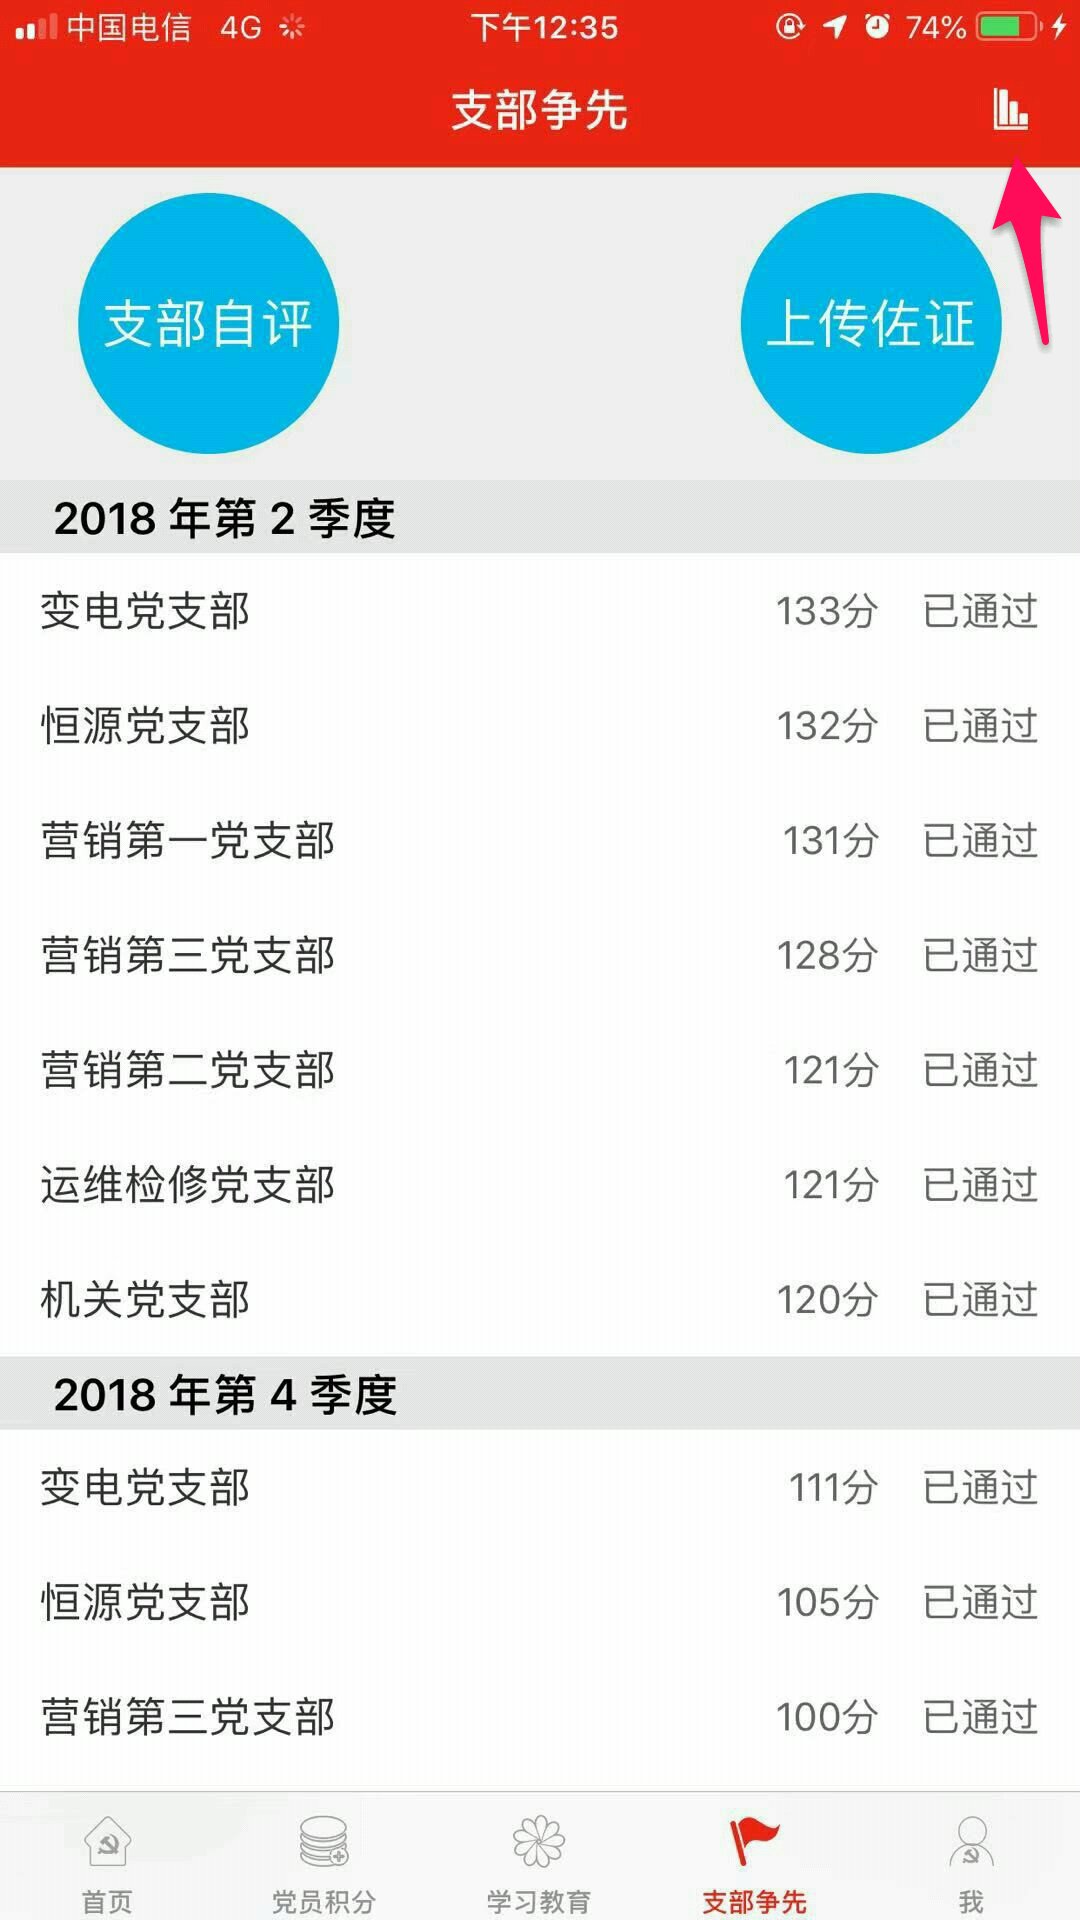 中国电信 4G 下午12:35 74%
支部争先
支部自评 上传佐证
2018 年第 2 季度
变电党支部 133分 已通过
恒源党支部 132分 已通过
营销第一党支部 131分 已通过
营销第三党支部 128分 已通过
营销第二党支部 121分 已通过
运维检修党支部 121分 已通过
机关党支部 120分 已通过
2018 年第 4 季度
变电党支部 111分 已通过
恒源党支部 105分 已通过
营销第三党支部 100分 已通过
首页 党员积分 学习教育 支部争先 我